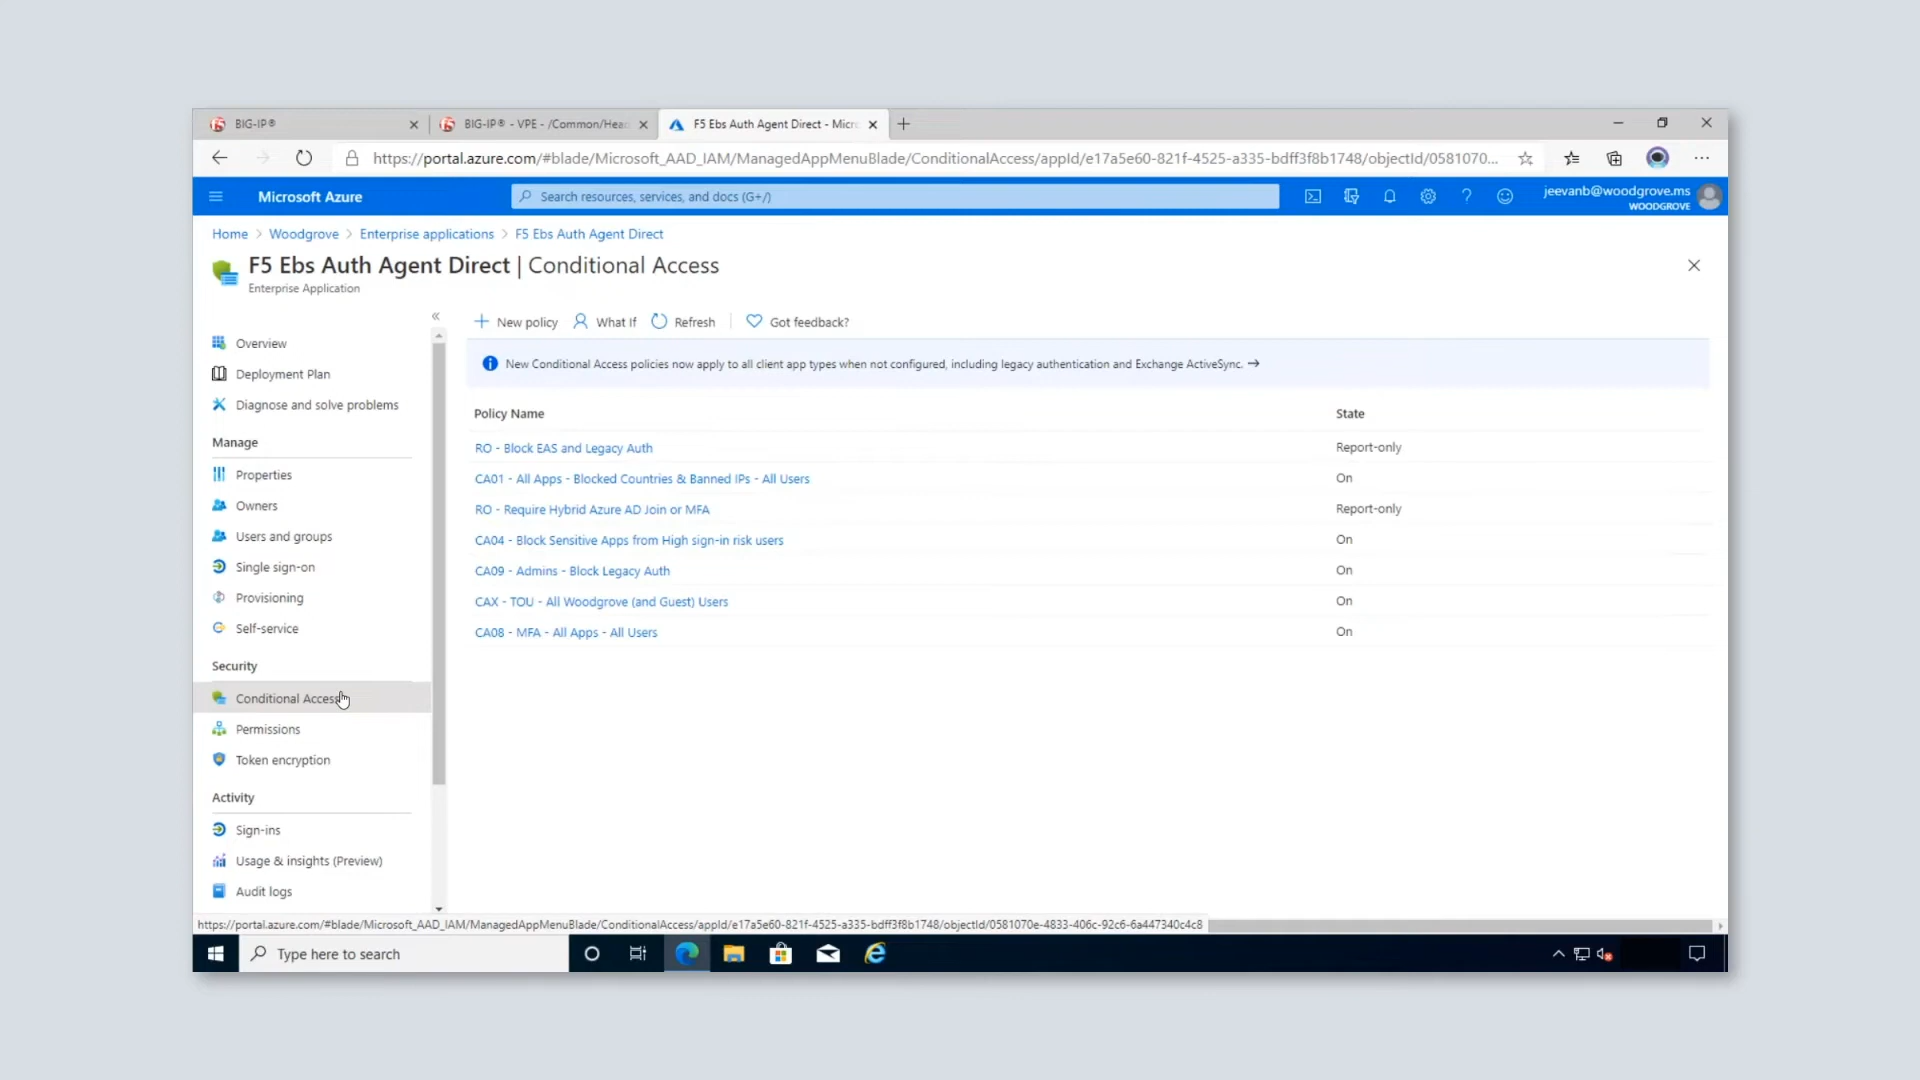 BIG-IP®
BIG-IP® - VPE - /Common/Hea
F5 Ebs Auth Agent Direct - Micr
https://portal.azure.com/#blade/Microsoft_AAD_IAM/ManagedAppMenuBlade/ConditionalAccess/appId/e17a5e60-821f-4525-a335-bdff3f8b1748/objectId/0581070...
Microsoft Azure
Search resources, services, and docs (G+/)
jeevanb@woodgrove.ms
WOODGROVE
Home > Woodgrove > Enterprise applications > F5 Ebs Auth Agent Direct
F5 Ebs Auth Agent Direct | Conditional Access
Enterprise Application
Overview
Deployment Plan
Diagnose and solve problems
Manage
Properties
Owners
Users and groups
Single sign-on
Provisioning
Self-service
Security
Conditional Access
Permissions
Token encryption
Activity
Sign-ins
Usage & insights (Preview)
Audit logs
New policy
What If
Refresh
Got feedback?
New Conditional Access policies now apply to all client app types when not configured, including legacy authentication and Exchange ActiveSync. →
Policy Name State
RO - Block EAS and Legacy Auth Report-only
CA01 - All Apps - Blocked Countries & Banned IPs - All Users On
RO - Require Hybrid Azure AD Join or MFA Report-only
CA04 - Block Sensitive Apps from High sign-in risk users On
CA09 - Admins - Block Legacy Auth On
CAX - TOU - All Woodgrove (and Guest) Users On
CA08 - MFA - All Apps - All Users On
https://portal.azure.com/#blade/Microsoft_AAD_IAM/ManagedAppMenuBlade/ConditionalAccess/appId/e17a5e60-821f-4525-a335-bdff3f8b1748/objectId/0581070e-4833-406c-92c6-6a447340c4c8
Type here to search